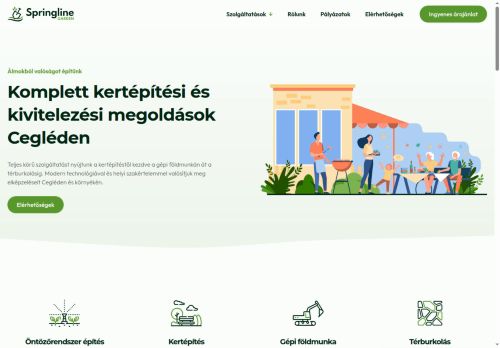 Springline
GARDEN
Szolgáltatások
Rólunk
Pályázatok
Elérhetőségek
Ingyenes árajánlat
Álmokból valóságot építünk
Komplett kertépítési és
kivitelezési megoldások
Cegléden
Teljes körű szolgáltatást nyújtunk a kertépítéstől kezdve a gépi földmunkán át a
térburkolásig. Modern technológiával és helyi szakértelemmel valósítjuk meg
elképzeléseit Cegléden és környékén.
Elérhetőségek
Öntözőrendszer építés
Kertépítés
Gépi földmunka
Térburkolás